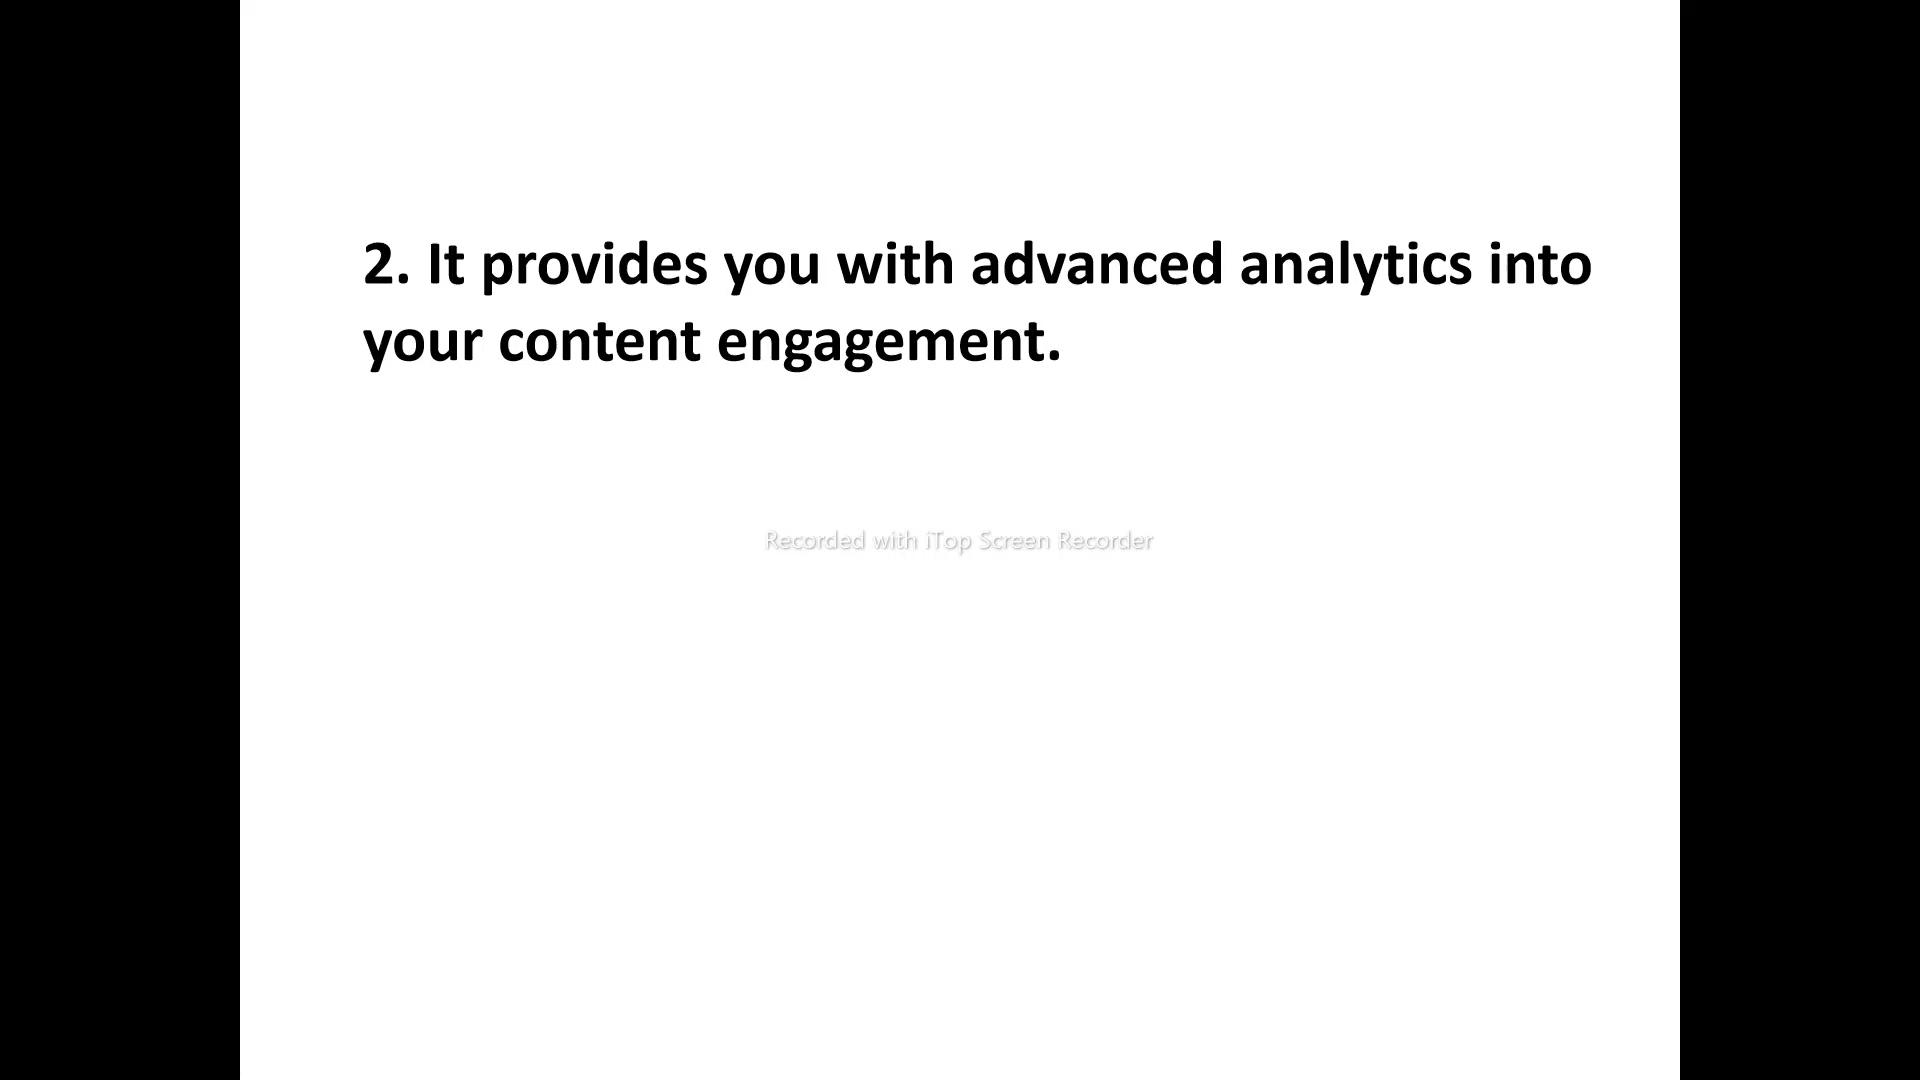 2. It provides you with advanced analytics into
your content engagement.
Recorded with iTop Screen Recorder